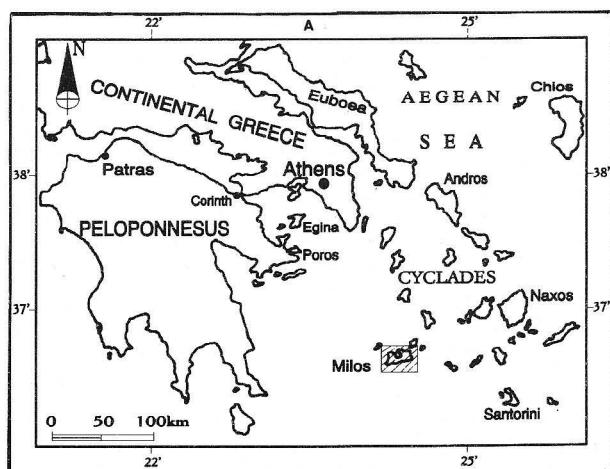 22'
A
25'
N
CONTINENTAL GREECE
Euboea
AEGEAN
SEA
Chios
38'
Patras
Athens
38'
Corinth
Andros
PELOPONNESUS
Egina
Poros
CYCLADES
37'
Naxos
37'
Milos
Santorini
0 50 100km
22'
25'